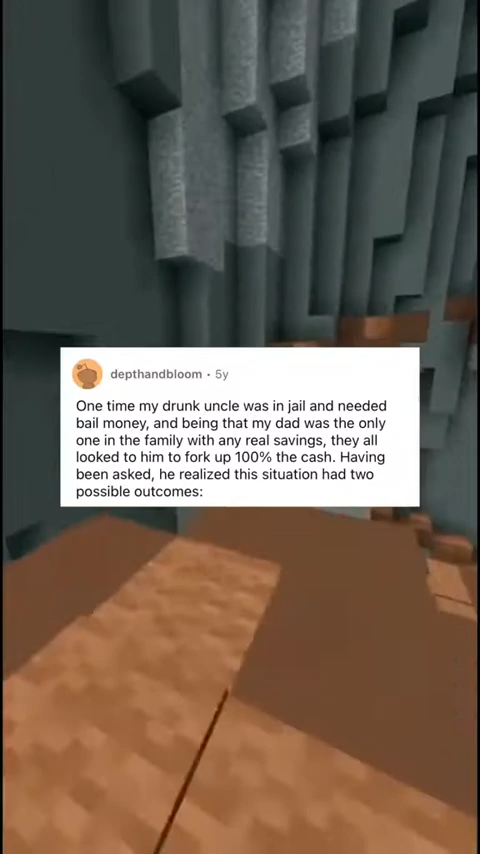 depthandbloom · 5y
One time my drunk uncle was in jail and needed
bail money, and being that my dad was the only
one in the family with any real savings, they all
looked to him to fork up 100% the cash. Having
been asked, he realized this situation had two
possible outcomes: